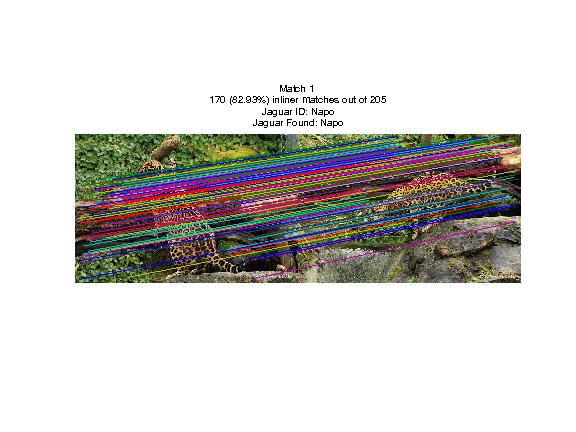 Match 1
170 (82.93%) inliner matches out of 205
Jaguar ID: Napo
Jaguar Found: Napo